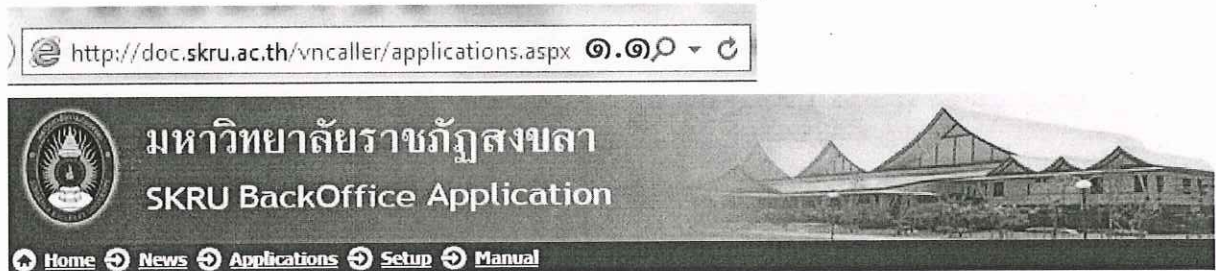 http://doc.skru.ac.th/vncaller/applications.aspx ๑.๑
มหาวิทยาลัยราชภัฏสงขลา
SKRU BackOffice Application
Home News Applications Setup Manual